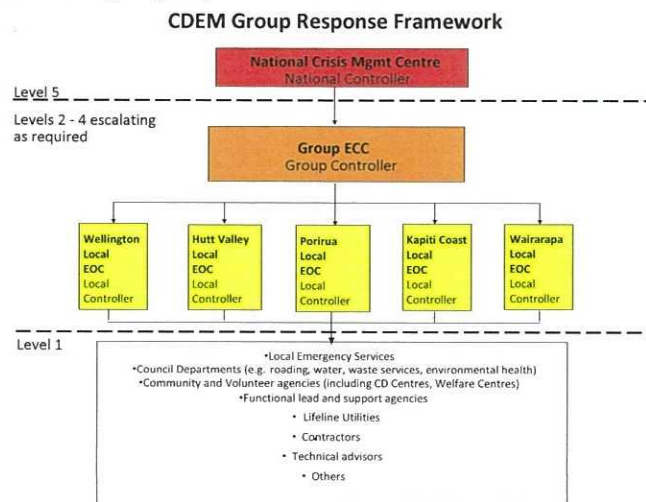 CDEM Group Response Framework
National Crisis Mgmt Centre
National Controller
Level 5
Levels 2 - 4 escalating
as required
Group ECC
Group Controller
Wellington
Local
EOC
Local
Controller
Hutt Valley
Local
EOC
Local
Controller
Porirua
Local
EOC
Local
Controller
Kapiti Coast
Local
EOC
Local
Controller
Wairarapa
Local
EOC
Local
Controller
Level 1
•Local Emergency Services
•Council Departments (e.g. roading, water, waste services, environmental health)
•Community and Volunteer agencies (including CD Centres, Welfare Centres)
•Functional lead and support agencies
• Lifeline Utilities
• Contractors
• Technical advisors
• Others